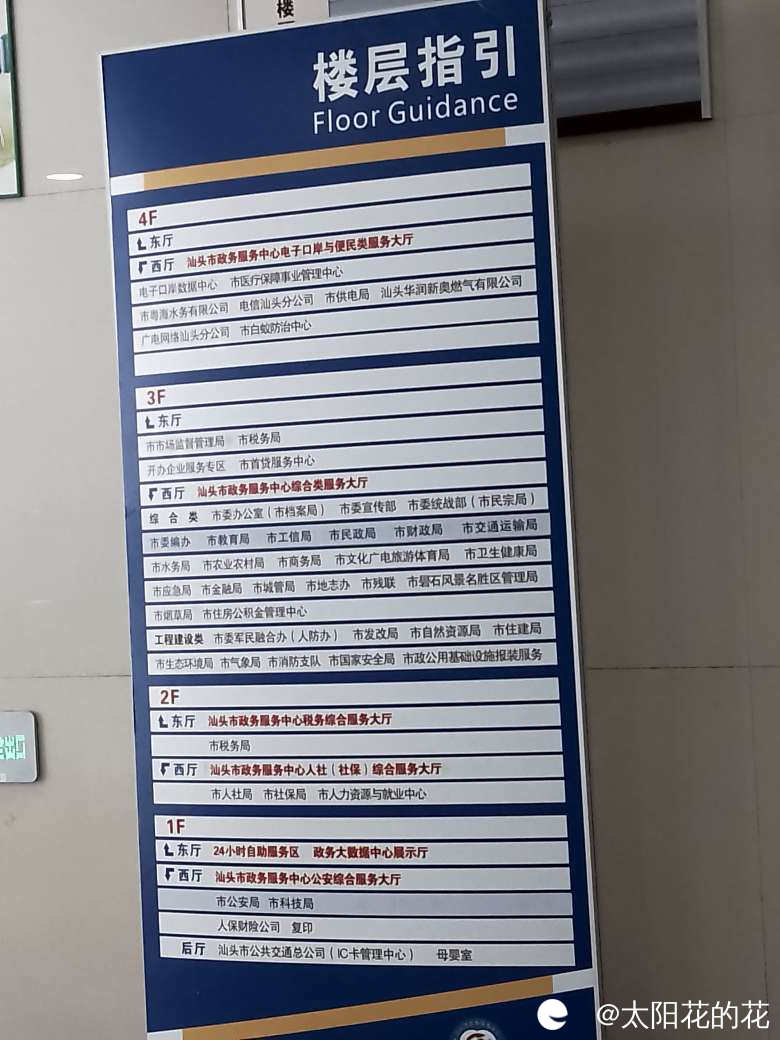 楼
楼层指引
Floor Guidance
4F
东厅
西厅 汕头市政务服务中心电子口岸与便民类服务大厅
电子口岸数据中心 市医疗保障事业管理中心
市粤海水务有限公司 电信汕头分公司 市供电局 汕头华润新奥燃气有限公司
广电网络汕头分公司 市白蚁防治中心
3F
东厅
市市场监督管理局 市税务局
开办企业服务专区 市首贷服务中心
西厅 汕头市政务服务中心综合类服务大厅
综合类 市委办公室（市档案局） 市委宣传部 市委统战部（市民宗局）
市委编办 市教育局 市工信局 市民政局 市财政局 市交通运输局
市水务局 市农业农村局 市商务局 市文化广电旅游体育局 市卫生健康局
市应急局 市金融局 市城管局 市地志办 市残联 市礐石风景名胜区管理局
市烟草局 市住房公积金管理中心
工程建设类 市委军民融合办（人防办） 市发改局 市自然资源局 市住建局
市生态环境局 市气象局 市消防支队 市国家安全局 市政公用基础设施报装服务
2F
东厅 汕头市政务服务中心税务综合服务大厅
市税务局
西厅 汕头市政务服务中心人社（社保）综合服务大厅
市人社局 市社保局 市人力资源与就业中心
1F
东厅 24小时自助服务区 政务大数据中心展示厅
西厅 汕头市政务服务中心公安综合服务大厅
市公安局 市科技局
人保财险公司 复印
后厅 汕头市公共交通总公司（IC卡管理中心） 母婴室
@太阳花的花